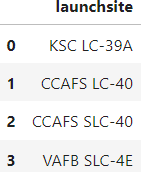 launchsite
0 KSC LC-39A
1 CCAFS LC-40
2 CCAFS SLC-40
3 VAFB SLC-4E